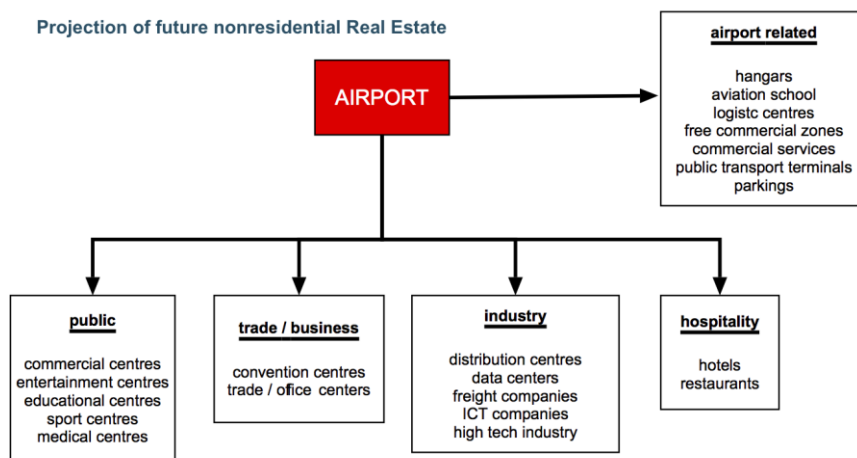 Projection of future nonresidential Real Estate
AIRPORT
airport related
hangars
aviation school
logistc centres
free commercial zones
commercial services
public transport terminals
parkings
public
commercial centres
entertainment centres
educational centres
sport centres
medical centres
trade / business
convention centres
trade / office centers
industry
distribution centres
data centers
freight companies
ICT companies
high tech industry
hospitality
hotels
restaurants